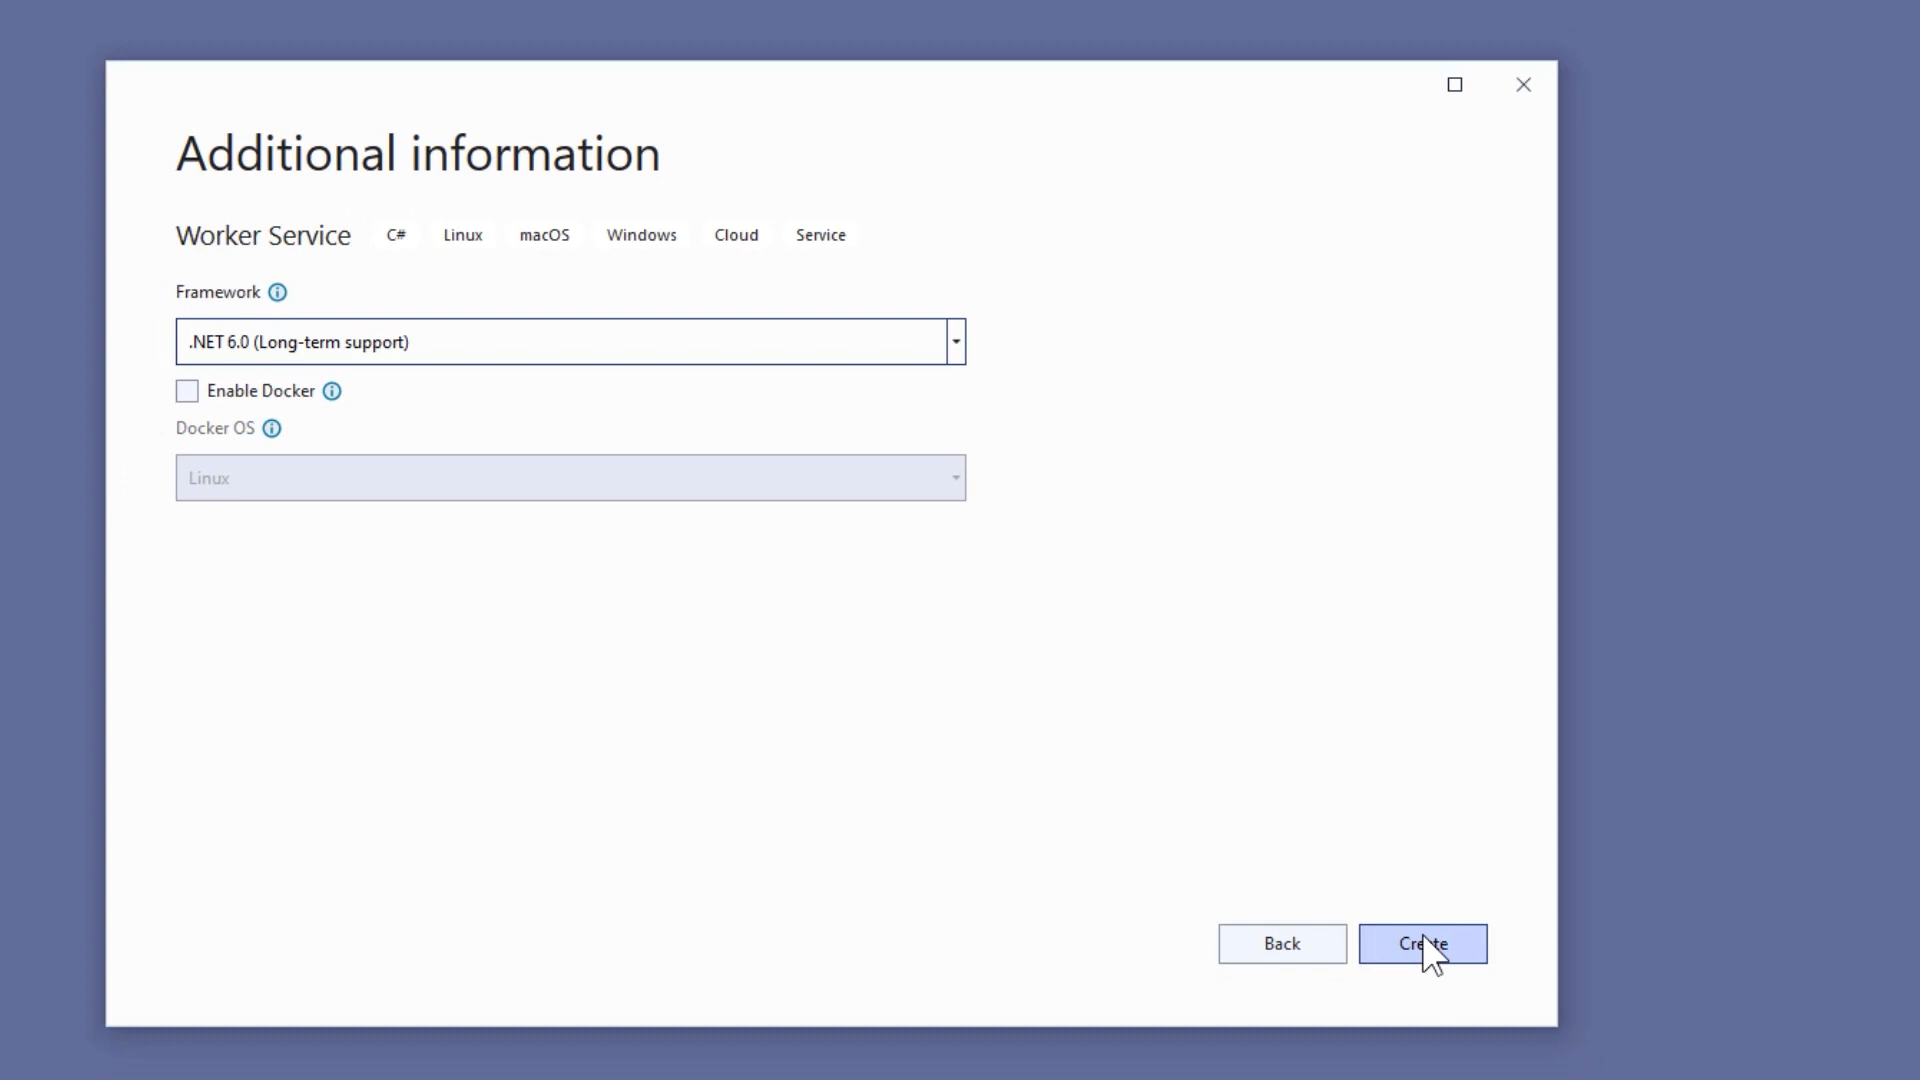 Additional information
Worker Service C# Linux macOS Windows Cloud Service
Framework
.NET 6.0 (Long-term support)
Enable Docker
Docker OS
Linux
Back Create